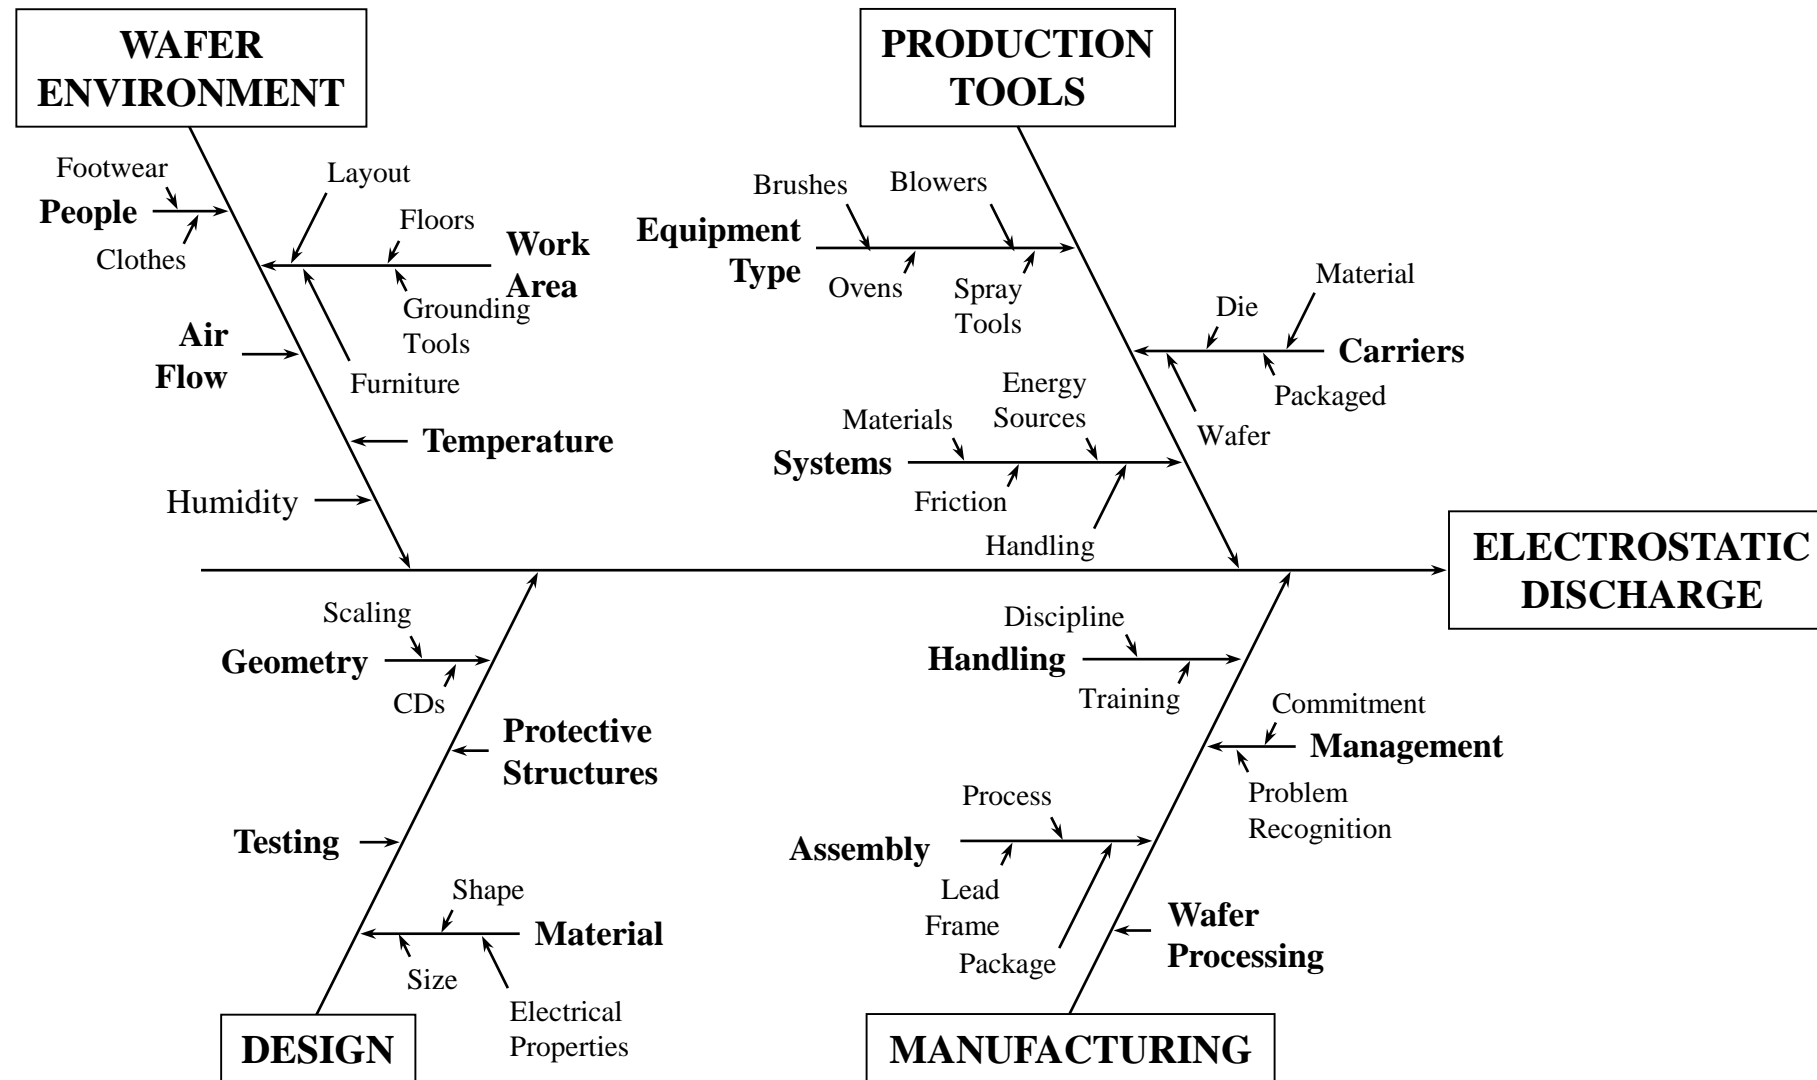 WAFER
ENVIRONMENT
PRODUCTION
TOOLS
Footwear
People
Clothes
Layout
Floors
Work
Area
Grounding
Tools
Furniture
Air
Flow
Temperature
Humidity
Brushes
Blowers
Equipment
Type
Ovens
Spray
Tools
Material
Die
Carriers
Packaged
Wafer
Energy
Sources
Materials
Systems
Friction
Handling
ELECTROSTATIC
DISCHARGE
Scaling
Geometry
CDs
Protective
Structures
Testing
Shape
Material
Size
Electrical
Properties
DESIGN
Discipline
Handling
Training
Commitment
Management
Problem
Recognition
Process
Assembly
Lead
Frame
Package
Wafer
Processing
MANUFACTURING